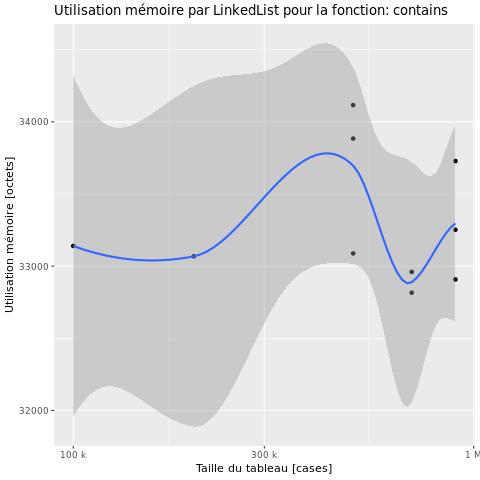 Utilisation mémoire par LinkedList pour la fonction: contains
Utilisation mémoire [octets]
34000
33000
32000
100 k
300 k
1 M
Taille du tableau [cases]